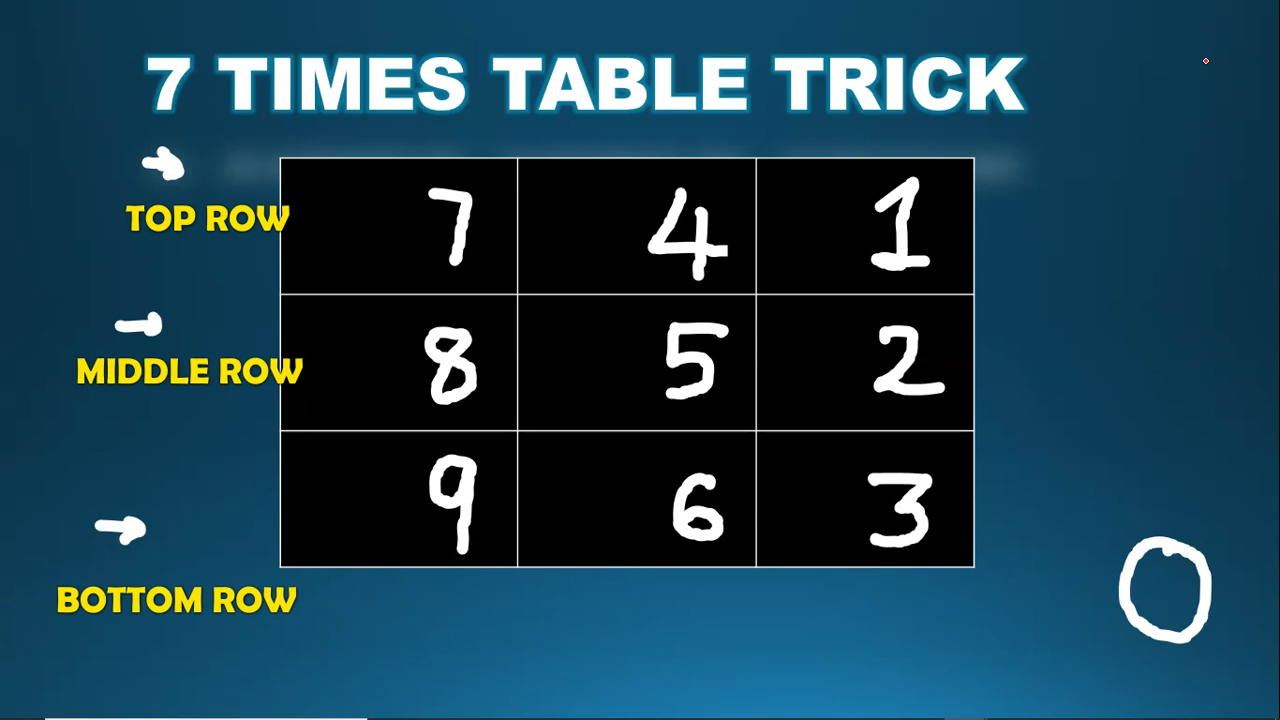 7 TIMES TABLE TRICK
TOP ROW
7 4 1
MIDDLE ROW
8 5 2
9 6 3
BOTTOM ROW
0